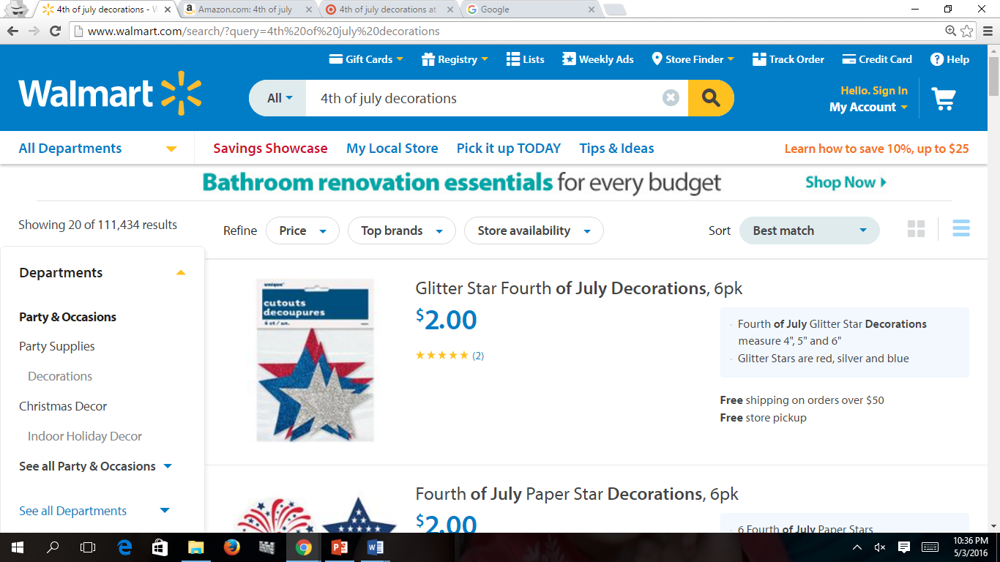 4th of july decorations - W
Amazon.com: 4th of july
4th of july decorations at T
Google
www.walmart.com/search/?query=4th%20of%20july%20decorations
Gift Cards
Registry
Lists
Weekly Ads
Store Finder
Track Order
Credit Card
Help
Walmart
All
4th of july decorations
Hello. Sign In
My Account
All Departments
Savings Showcase
My Local Store
Pick it up TODAY
Tips & Ideas
Learn how to save 10%, up to $25
Bathroom renovation essentials for every budget
Shop Now
Showing 20 of 111,434 results
Refine
Price
Top brands
Store availability
Sort
Best match
Departments
Party & Occasions
Party Supplies
Decorations
Christmas Decor
Indoor Holiday Decor
See all Party & Occasions
See all Departments
unique
cutouts
decoupures
6 ct / un.
Glitter Star Fourth of July Decorations, 6pk
$2.00
(2)
Fourth of July Glitter Star Decorations
measure 4", 5" and 6"
Glitter Stars are red, silver and blue
Free shipping on orders over $50
Free store pickup
Fourth of July Paper Star Decorations, 6pk
$2.00
6 Fourth of July Paper Stars
10:36 PM
5/3/2016